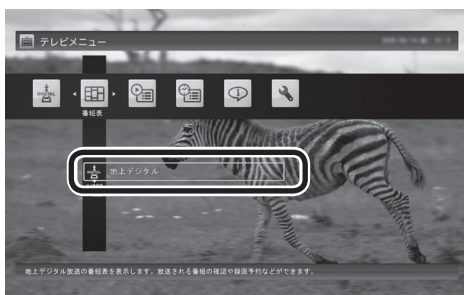 テレビメニュー
DIGITAL
番組表
DIGITAL
地上デジタル
地上デジタル放送の番組表を表示します。放送される番組の確認や録画予約などができます。